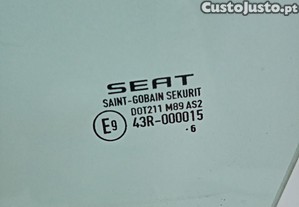 CustoJusto.pt
SEAT
SAINT-GOBAIN SEKURIT
DOT211 M89 AS2
E9 43R-000015
·6